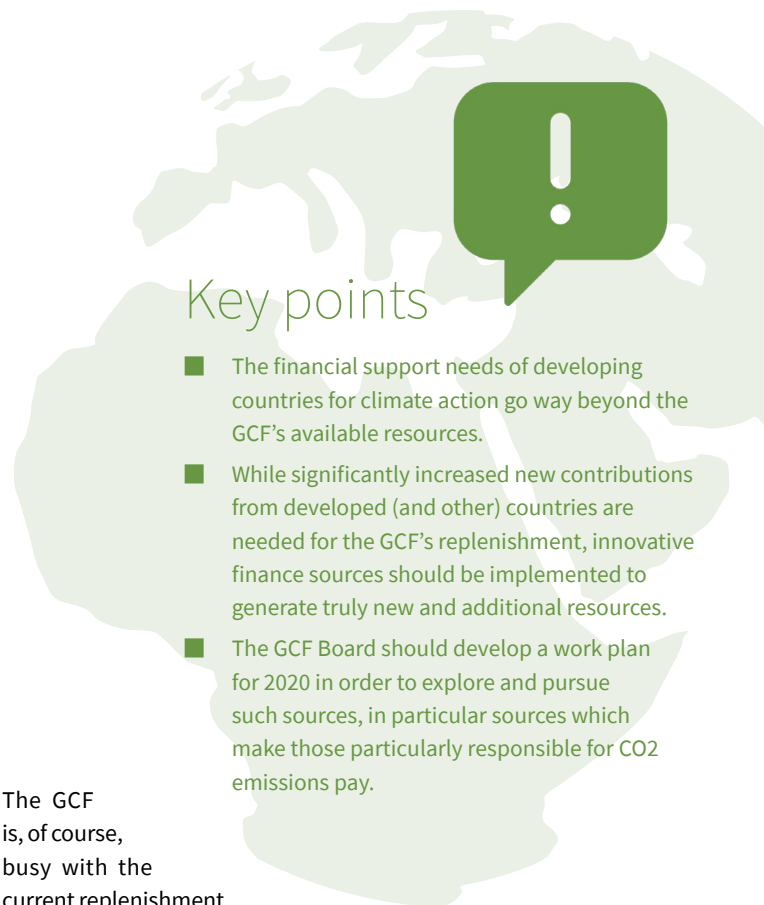 Key points
■ The financial support needs of developing
countries for climate action go way beyond the
GCF's available resources.
■ While significantly increased new contributions
from developed (and other) countries are
needed for the GCF's replenishment, innovative
finance sources should be implemented to
generate truly new and additional resources.
■ The GCF Board should develop a work plan
for 2020 in order to explore and pursue
such sources, in particular sources which
make those particularly responsible for CO2
emissions pay.
The GCF
is, of course,
busy with the
current replenishment